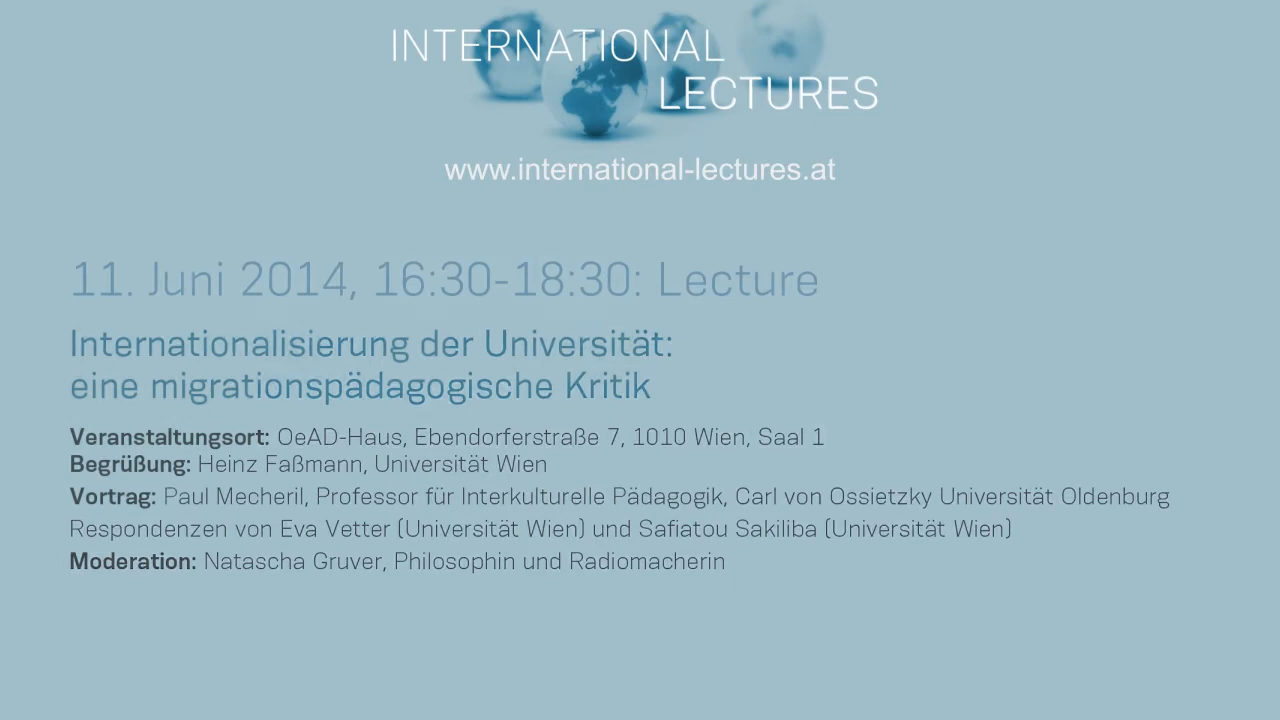 INTERNATIONAL
LECTURES
www.international-lectures.at
11. Juni 2014, 16:30-18:30: Lecture
Internationalisierung der Universität:
eine migrationspädagogische Kritik
Veranstaltungsort: OeAD-Haus, Ebendorferstraße 7, 1010 Wien, Saal 1
Begrüßung: Heinz Faßmann, Universität Wien
Vortrag: Paul Mecheril, Professor für Interkulturelle Pädagogik, Carl von Ossietzky Universität Oldenburg
Respondenzen von Eva Vetter (Universität Wien) und Safiatou Sakiliba (Universität Wien)
Moderation: Natascha Gruver, Philosophin und Radiomacherin